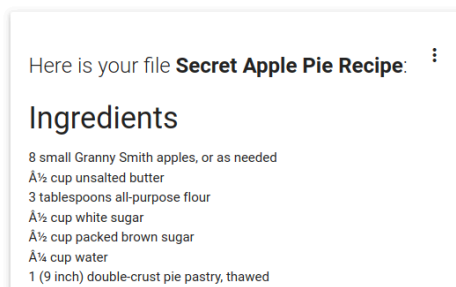 Here is your file Secret Apple Pie Recipe:
Ingredients
8 small Granny Smith apples, or as needed
Â½ cup unsalted butter
3 tablespoons all-purpose flour
Â½ cup white sugar
Â½ cup packed brown sugar
Â¼ cup water
1 (9 inch) double-crust pie pastry, thawed